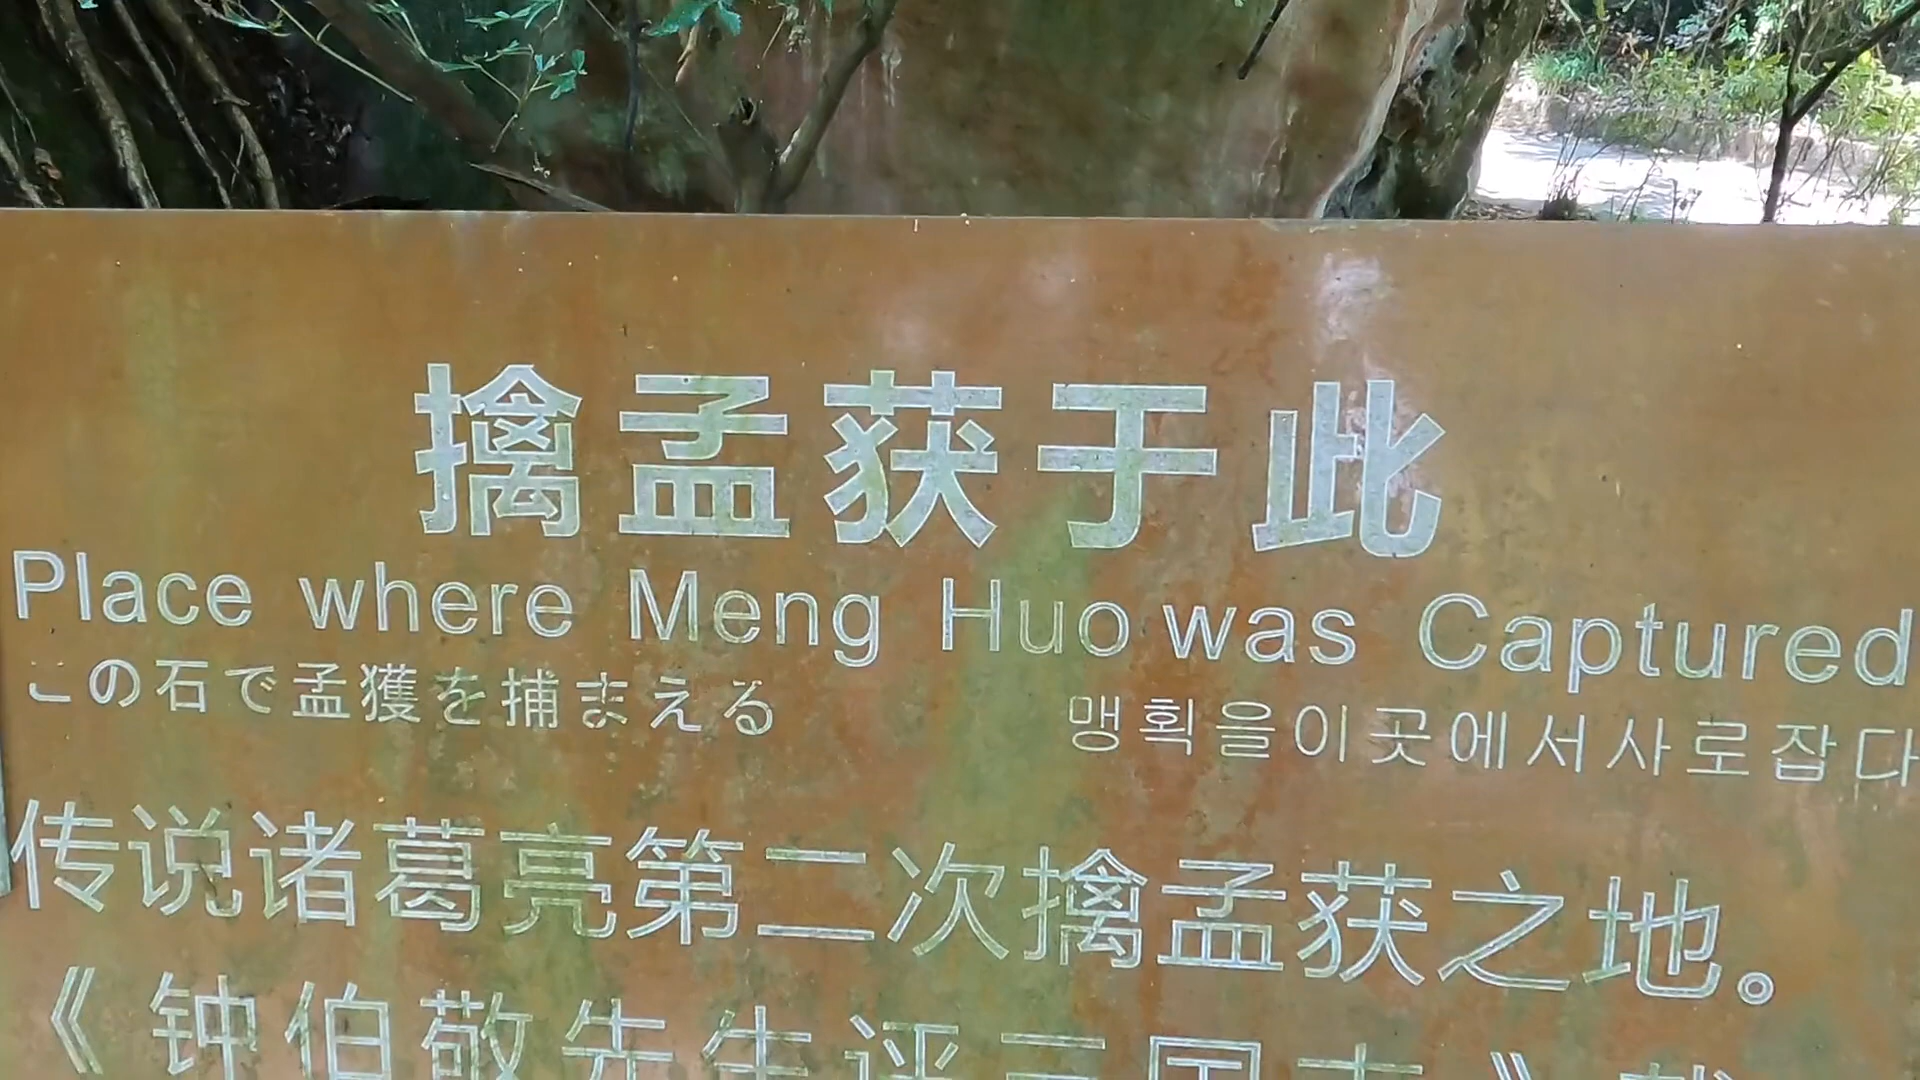 擒孟获于此
Place where Meng Huo was Captured
この石で孟獲を捕まえる 맹획을이곳에서사로잡다
传说诸葛亮第二次擒孟获之地。
《钟伯敬先生评三国志》